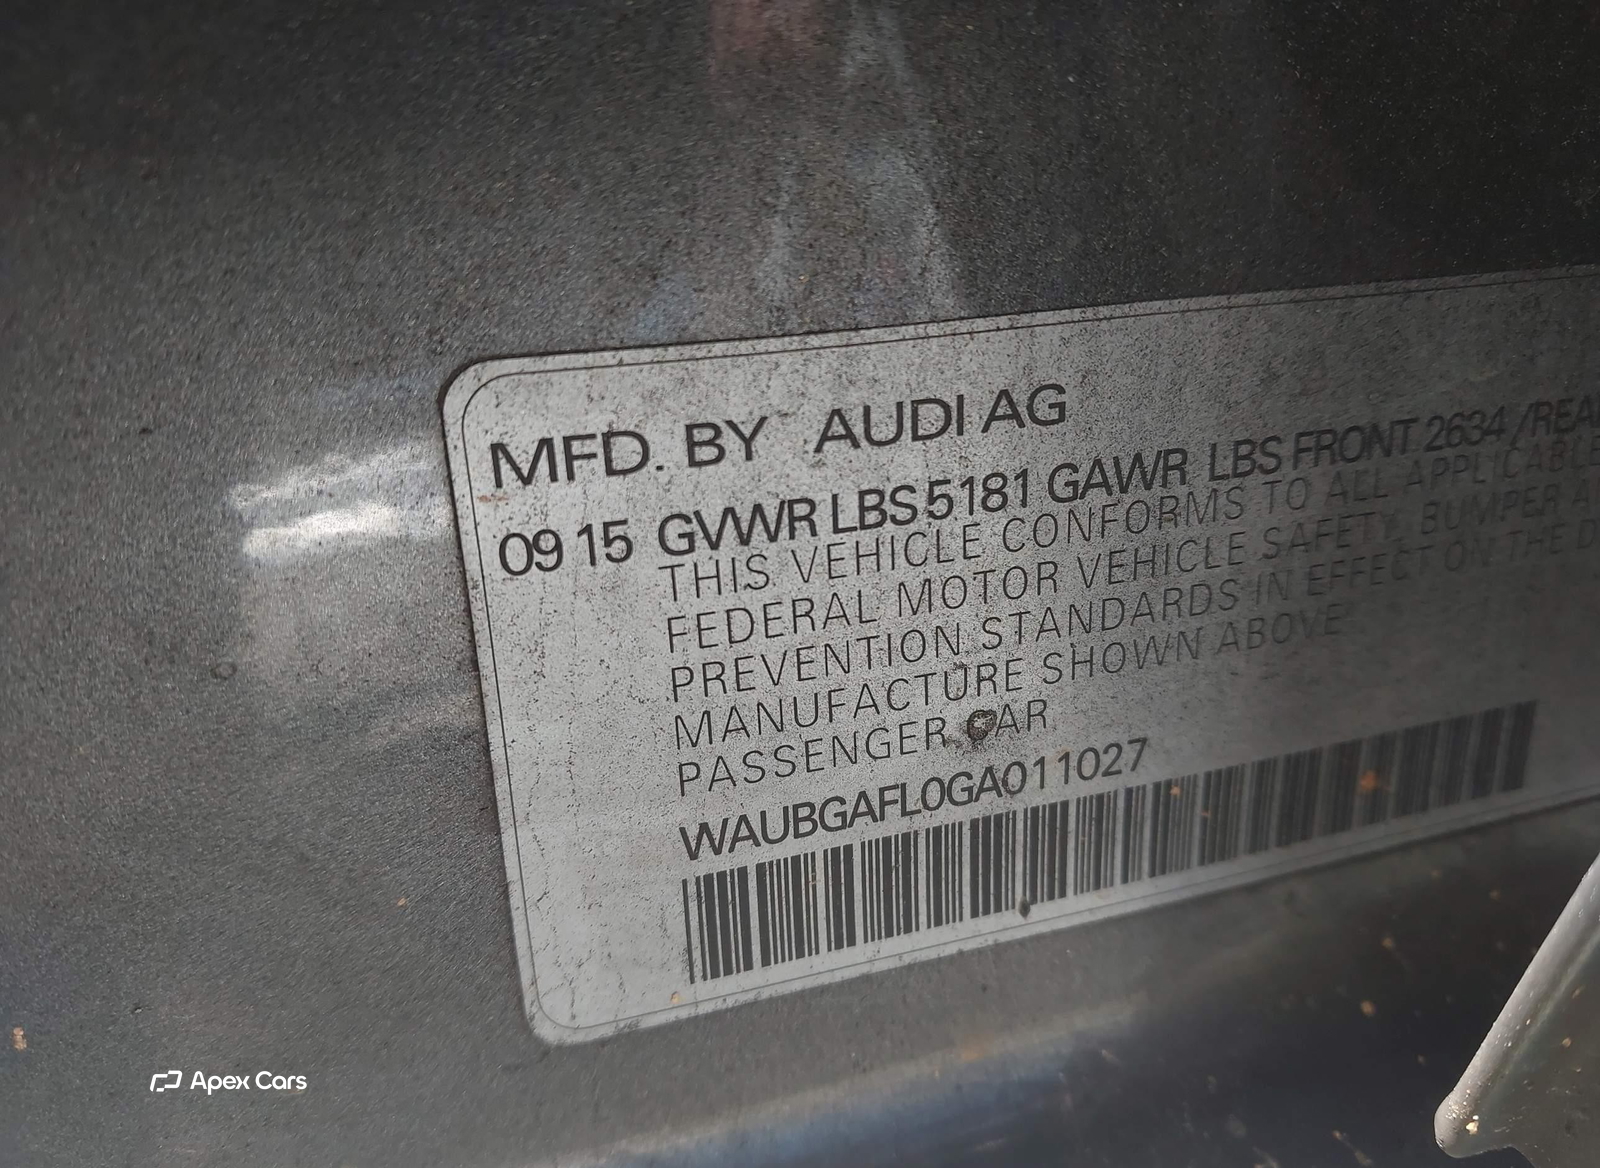 MFD. BY AUDI AG
09 15 GVWR LBS 5181 GAWR LBS FRONT 2634 /REA
THIS VEHICLE CONFORMS TO ALL APPLICABLE
FEDERAL MOTOR VEHICLE SAFETY, BUMPER A
PREVENTION STANDARDS IN EFFECT ON THE D
MANUFACTURE SHOWN ABOVE
PASSENGER CAR
WAUBGAFL0GA011027
Apex Cars